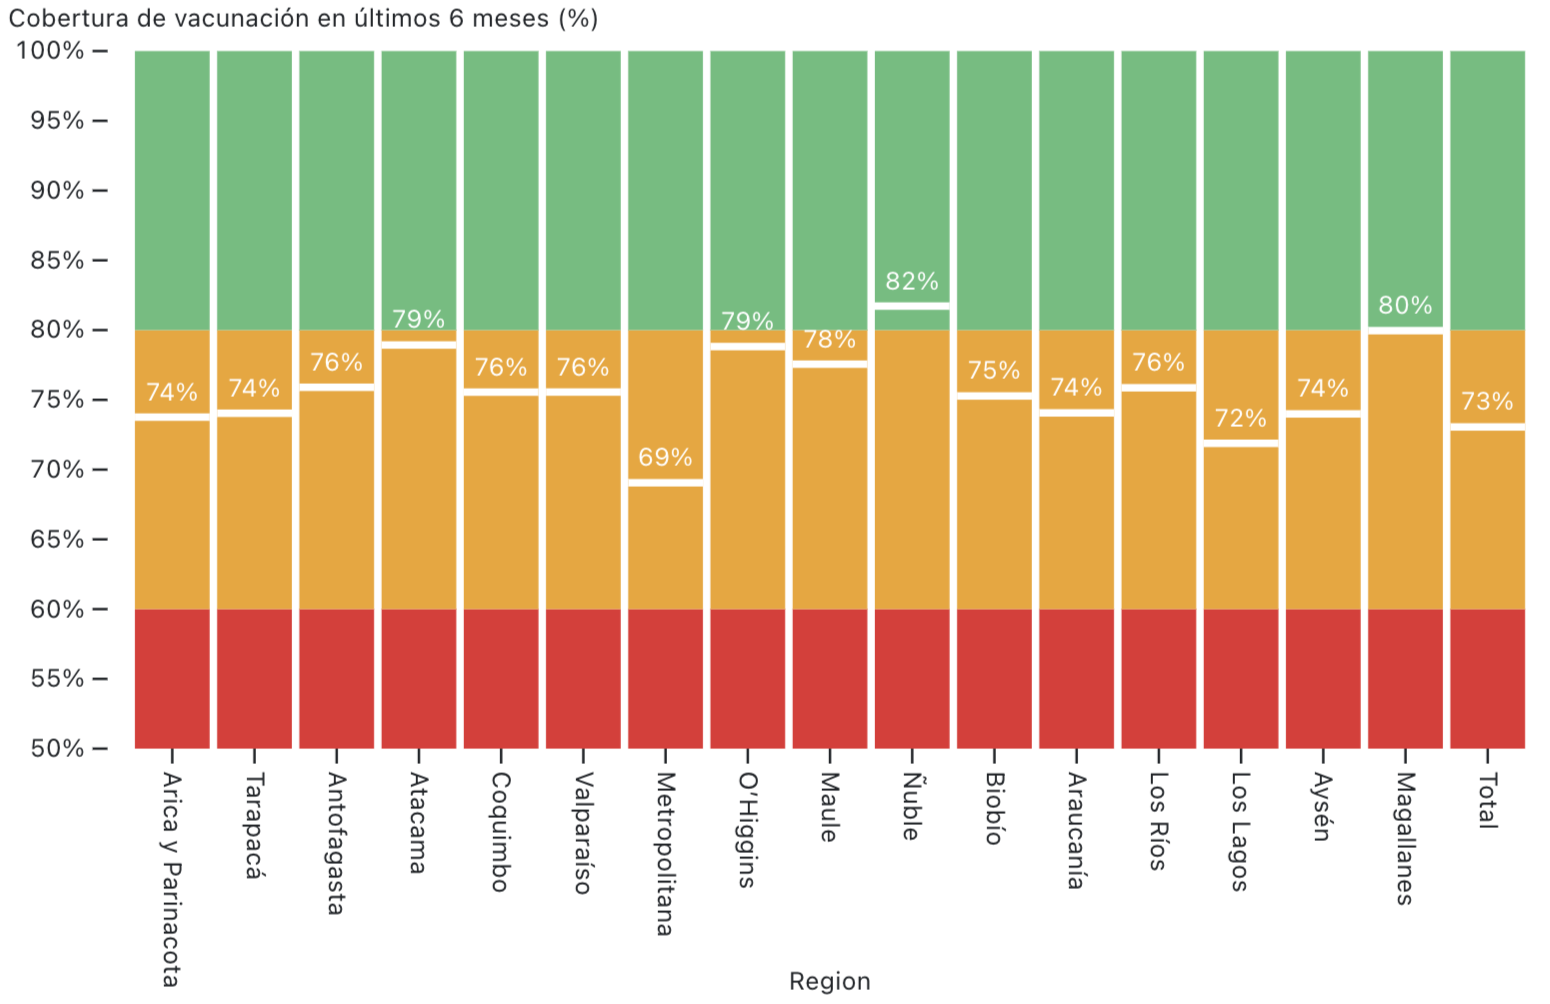 Cobertura de vacunación en últimos 6 meses (%)
100%
95%
90%
85%
80%
75%
70%
65%
60%
55%
50%
74%
74%
76%
79%
76%
76%
69%
79%
78%
82%
75%
74%
76%
72%
74%
80%
73%
Arica y Parinacota
Tarapacá
Antofagasta
Atacama
Coquimbo
Valparaíso
Metropolitana
O'Higgins
Maule
Ñuble
Biobío
Araucanía
Los Ríos
Los Lagos
Aysén
Magallanes
Total
Region